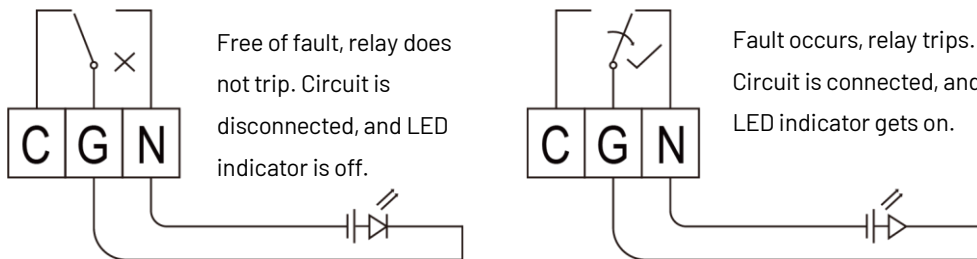 Free of fault, relay does
not trip. Circuit is
disconnected, and LED
indicator is off.
C G N
Fault occurs, relay trips.
Circuit is connected, and
LED indicator gets on.
C G N